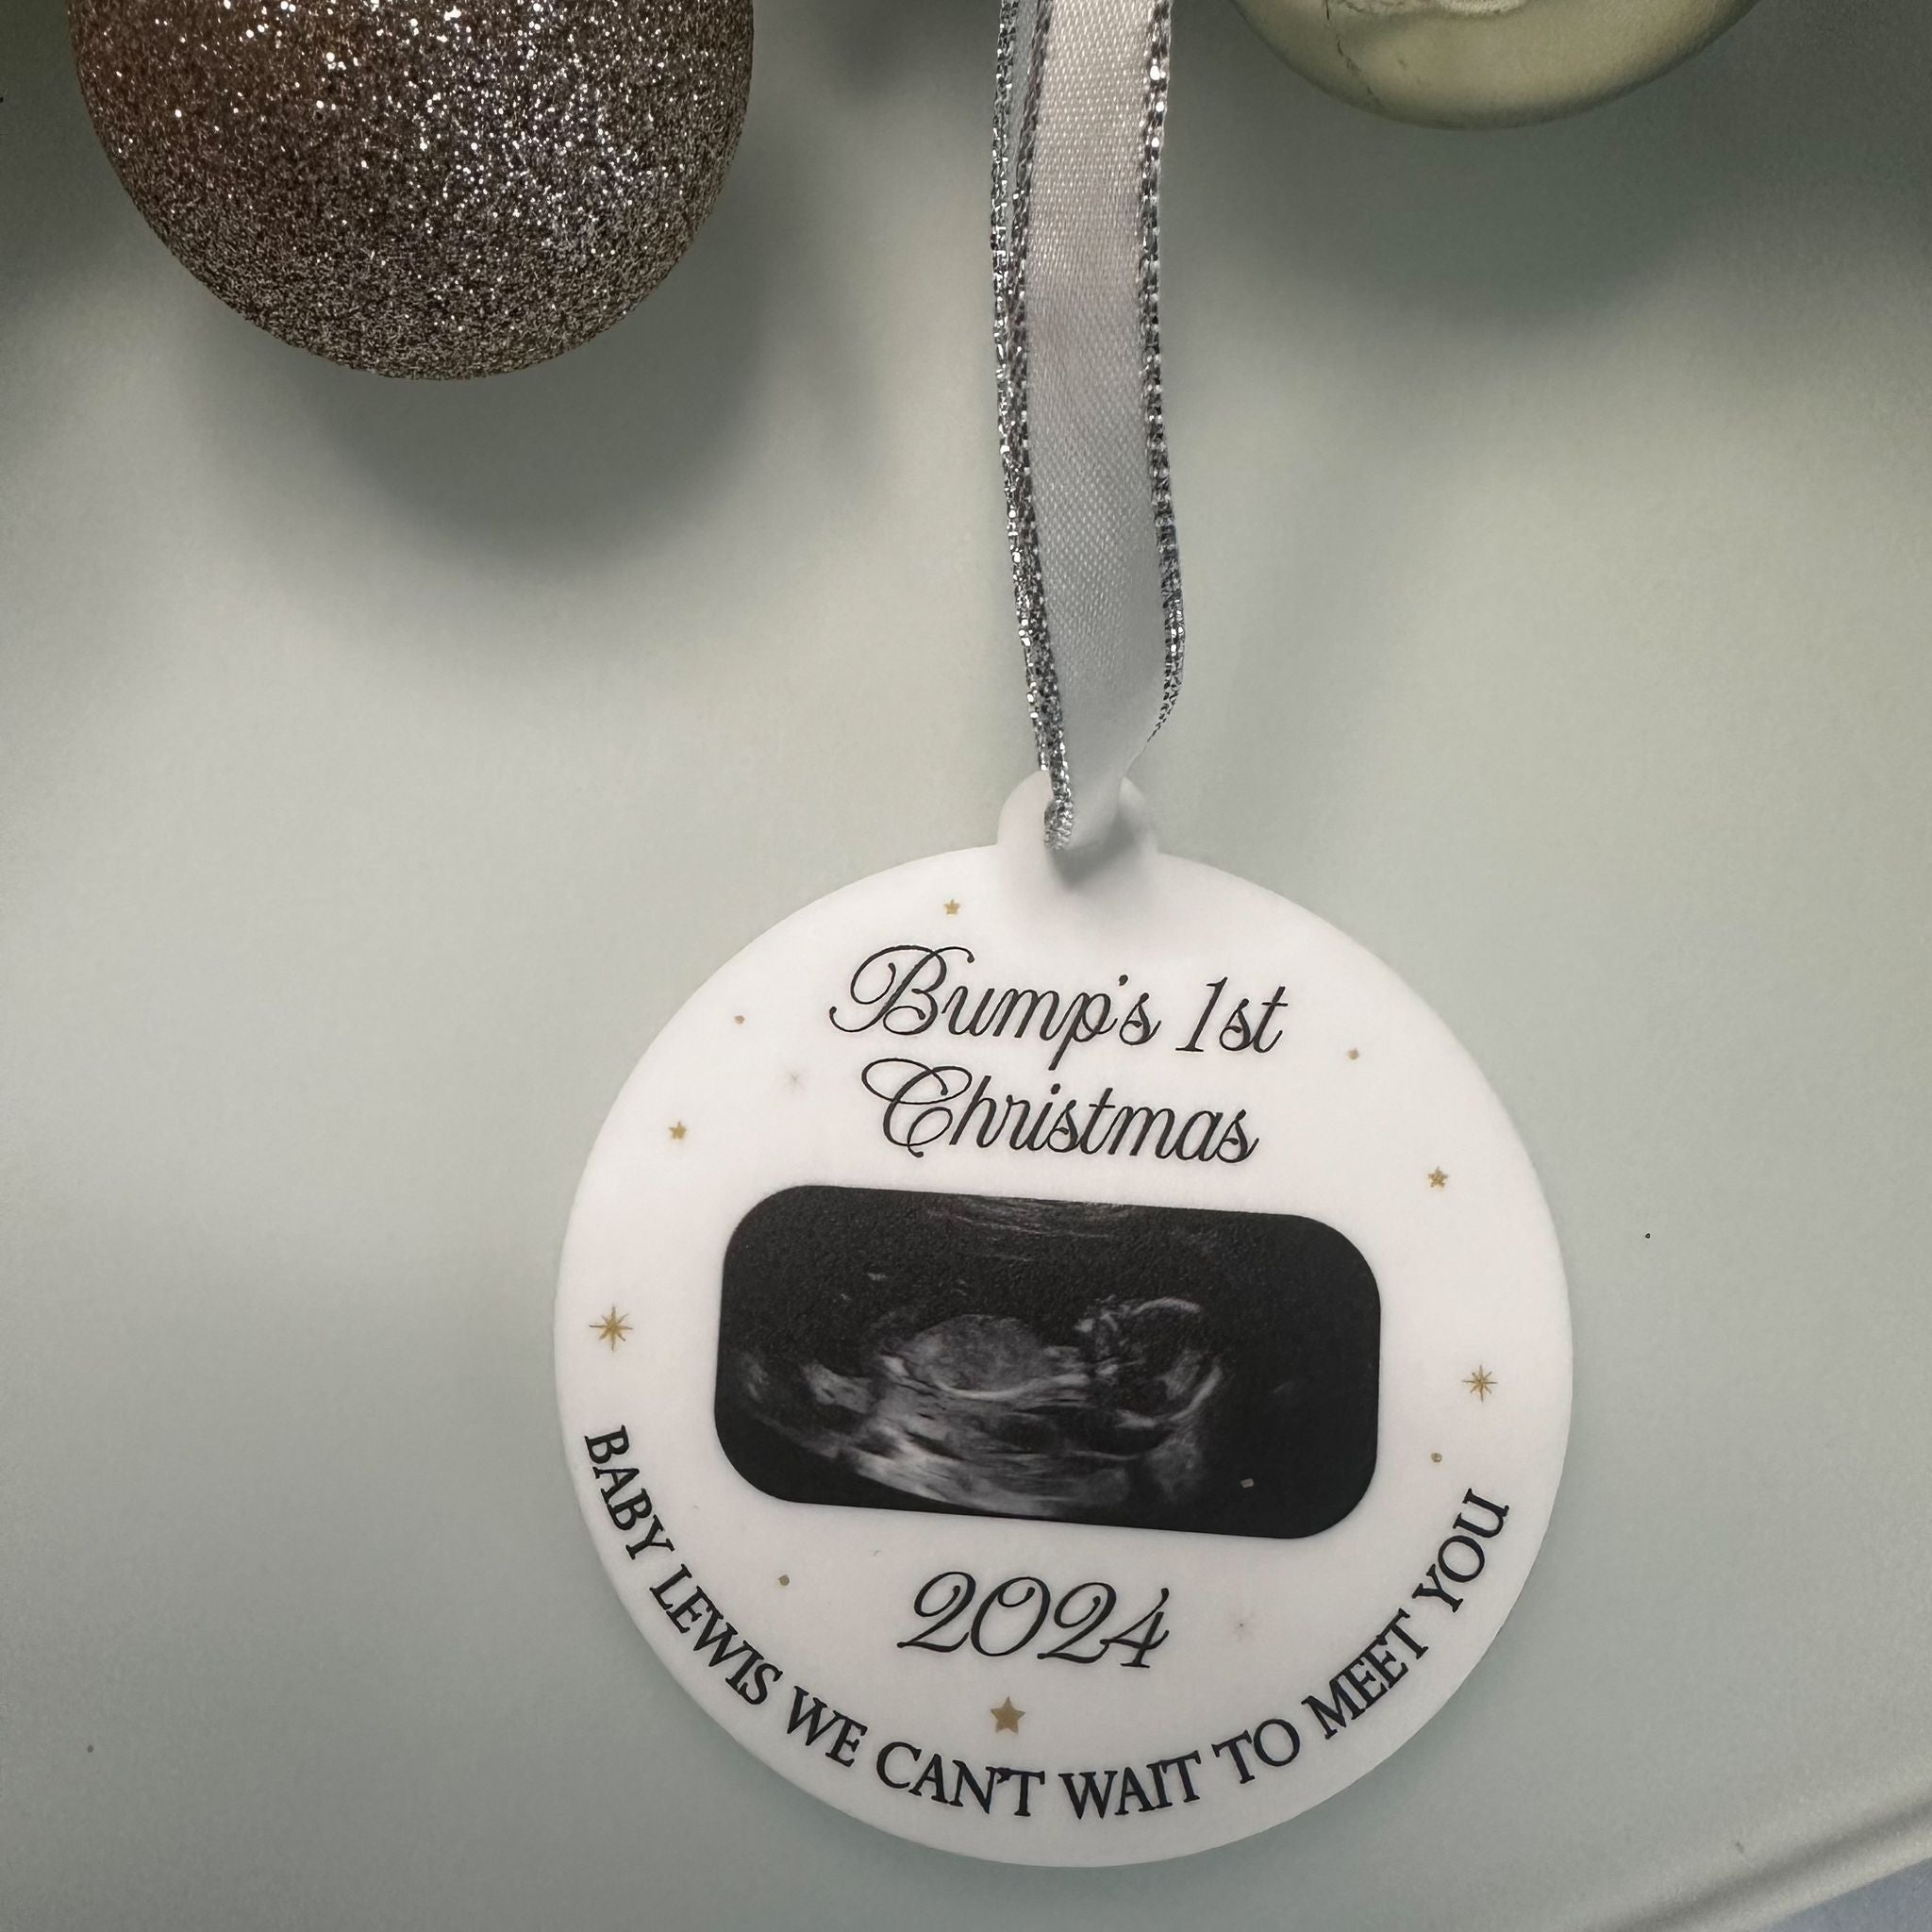 Bump's 1st
Christmas
2024
BABY LEWIS WE CAN'T WAIT TO MEET YOU